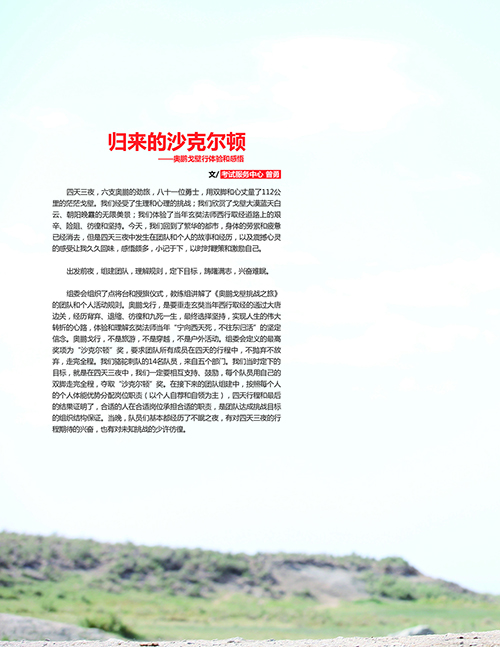 归来的沙克尔顿
——奥鹏戈壁行体验和感悟
文/ 考试服务中心 曾勇
四天三夜，六支奥鹏的劲旅，八十一位勇士，用双脚和心丈量了112公
里的茫茫戈壁。我们经受了生理和心理的挑战；我们欣赏了戈壁大漠蓝天白
云、朝阳晚霞的无限美景；我们体验了当年玄奘法师西行取经道路上的艰
辛、险阻、彷徨和坚持。今天，我们回到了繁华的都市，身体的劳累和疲惫
已经消去，但是四天三夜中发生在团队和个人的故事和经历，以及震撼心灵
的感受让我久久回味，感悟颇多，小记于下，以时时鞭策和激励自己。
出发前夜，组建团队，理解规则，定下目标，踌躇满志，兴奋难眠。
组委会组织了点将台和授旗仪式，教练组讲解了《奥鹏戈壁挑战之旅》
的团队和个人活动规则。奥鹏戈行，是要重走玄奘当年西行取经的通过大唐
边关，经历背弃、退缩、彷徨和九死一生，最终选择坚持，实现人生的伟大
转折的心路，体验和理解玄奘法师当年“宁向西天死，不往东归活”的坚定
信念。奥鹏戈行，不是旅游，不是穿越，不是户外活动。组委会定义的最高
奖项为“沙克尔顿”奖，要求团队所有成员在四天的行程中，不抛弃不放
弃，走完全程。我们骆驼刺队的14名队员，来自五个部门。我们当时定下的
目标，就是在四天三夜中，我们一定要相互支持、鼓励，每个队员用自己的
双脚走完全程，夺取“沙克尔顿”奖。在接下来的团队组建中，按照每个人
的个人体能优势分配岗位职责（以个人自荐和自领为主），四天行程和最后
的结果证明了，合适的人在合适岗位承担合适的职责，是团队达成挑战目标
的组织结构保证。当晚，队员们基本都经历了不眠之夜，有对四天三夜的行
程期待的兴奋，也有对未知挑战的少许彷徨。